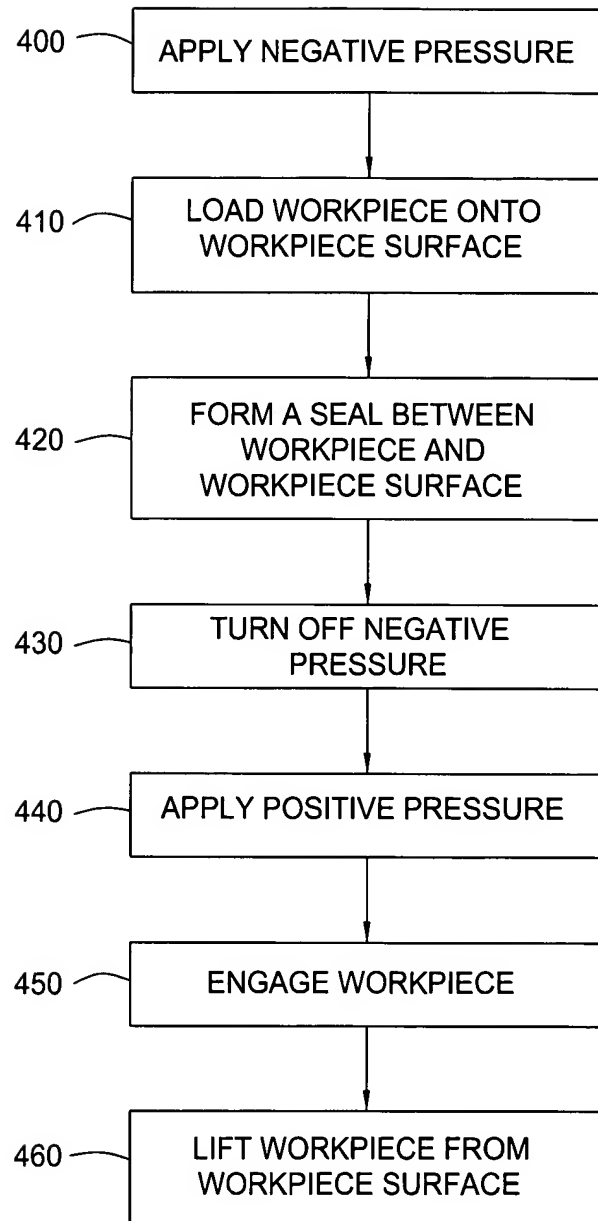 400
APPLY NEGATIVE PRESSURE
410
LOAD WORKPIECE ONTO
WORKPIECE SURFACE
420
FORM A SEAL BETWEEN
WORKPIECE AND
WORKPIECE SURFACE
430
TURN OFF NEGATIVE
PRESSURE
440
APPLY POSITIVE PRESSURE
450
ENGAGE WORKPIECE
460
LIFT WORKPIECE FROM
WORKPIECE SURFACE